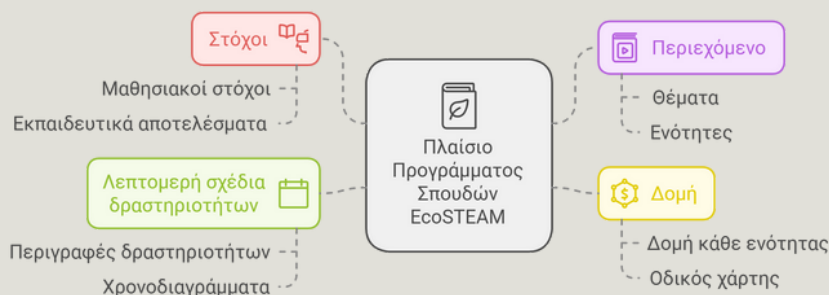 Στόχοι
Μαθησιακοί στόχοι
Εκπαιδευτικά αποτελέσματα
Λεπτομερή σχέδια
δραστηριοτήτων
Περιγραφές δραστηριοτήτων
Χρονοδιαγράμματα
Πλαίσιο
Προγράμματος
Σπουδών
EcoSTEAM
Περιεχόμενο
Θέματα
Ενότητες
Δομή
Δομή κάθε ενότητας
Οδικός χάρτης